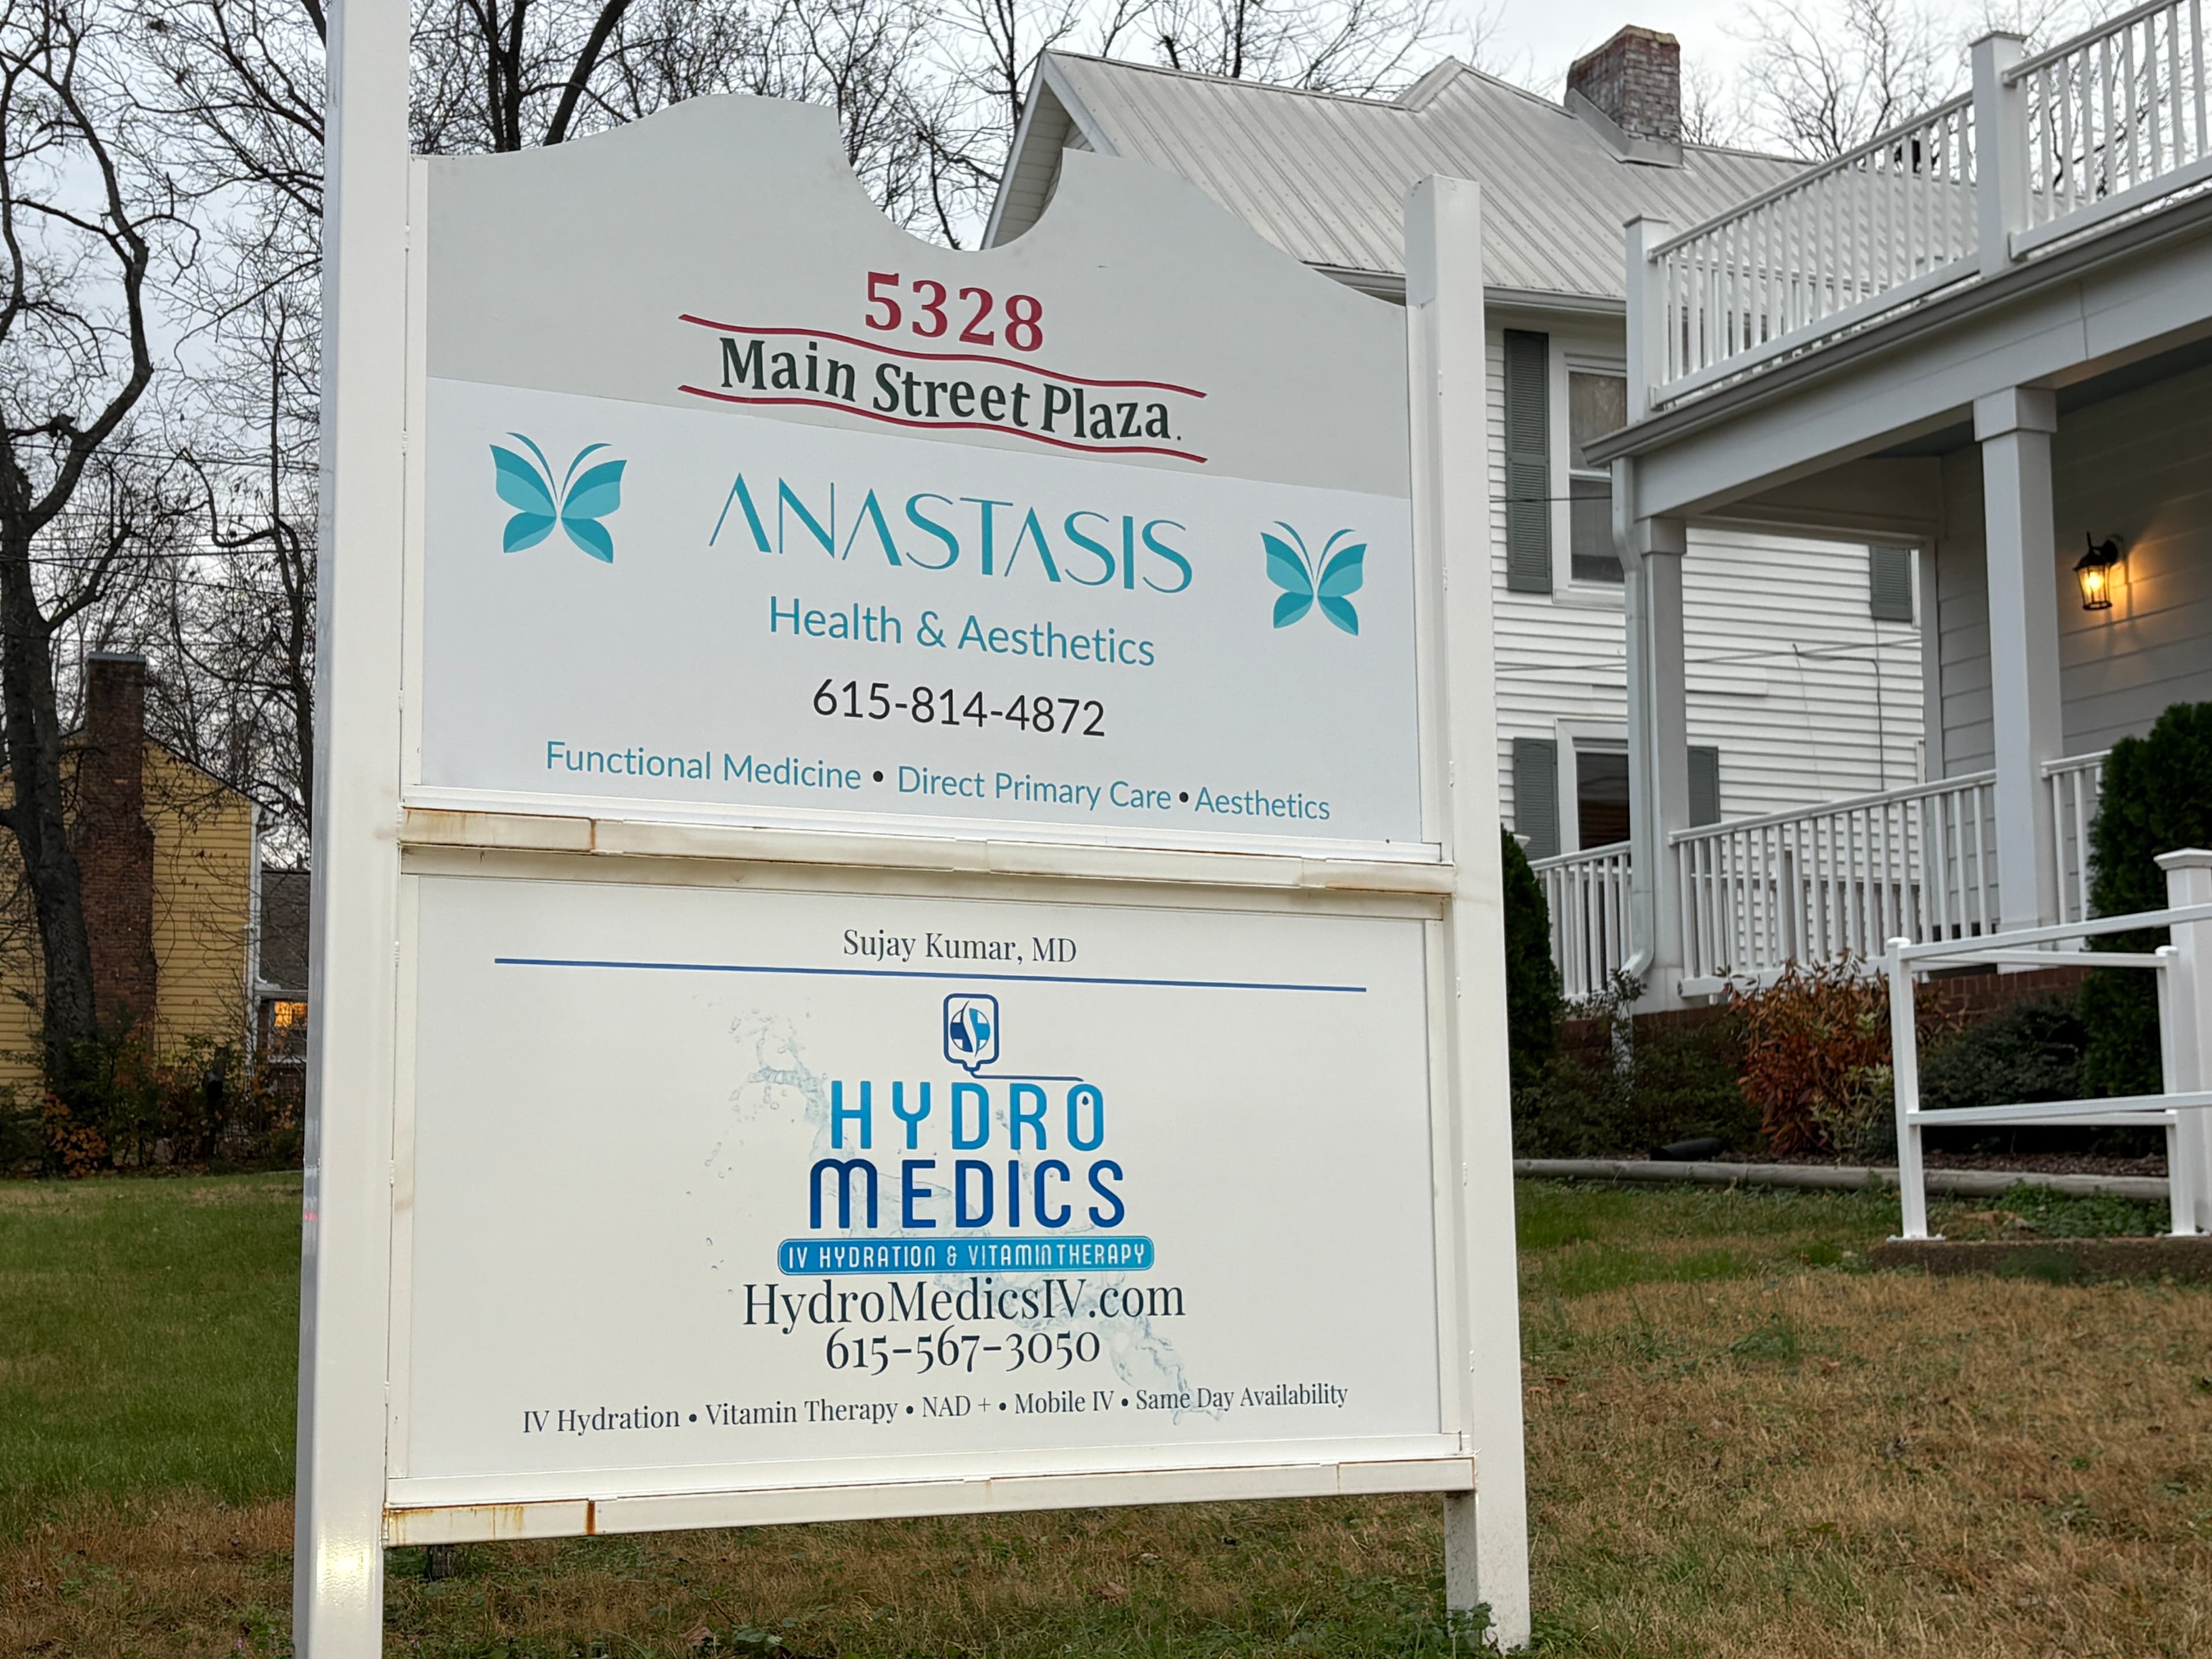 5328
Main Street Plaza.
ANASTASIS
Health & Aesthetics
615-814-4872
Functional Medicine • Direct Primary Care • Aesthetics
Sujay Kumar, MD
HYDRO
MEDICS
IV HYDRATION & VITAMIN THERAPY
HydroMedicsIV.com
615-567-3050
IV Hydration • Vitamin Therapy • NAD + • Mobile IV • Same Day Availability